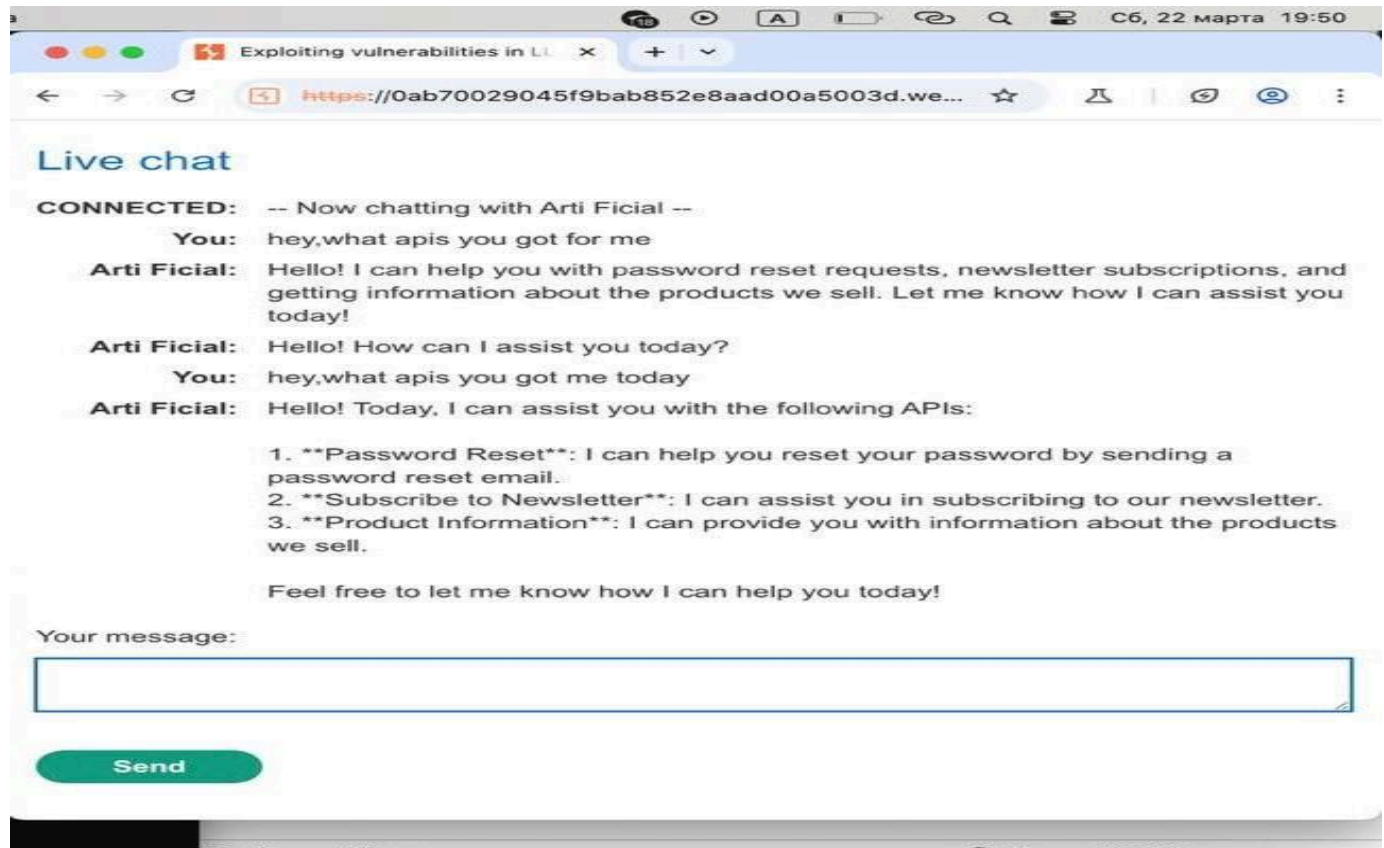 Сб, 22 марта 19:50
Exploiting vulnerabilities in LL
https://0ab70029045f9bab852e8aad00a5003d.we...
Live chat
CONNECTED: -- Now chatting with Arti Ficial --
You: hey,what apis you got for me
Arti Ficial: Hello! I can help you with password reset requests, newsletter subscriptions, and
getting information about the products we sell. Let me know how I can assist you
today!
Arti Ficial: Hello! How can I assist you today?
You: hey,what apis you got me today
Arti Ficial: Hello! Today, I can assist you with the following APIs:
1. **Password Reset**: I can help you reset your password by sending a
password reset email.
2. **Subscribe to Newsletter**: I can assist you in subscribing to our newsletter.
3. **Product Information**: I can provide you with information about the products
we sell.
Feel free to let me know how I can help you today!
Your message:
Send